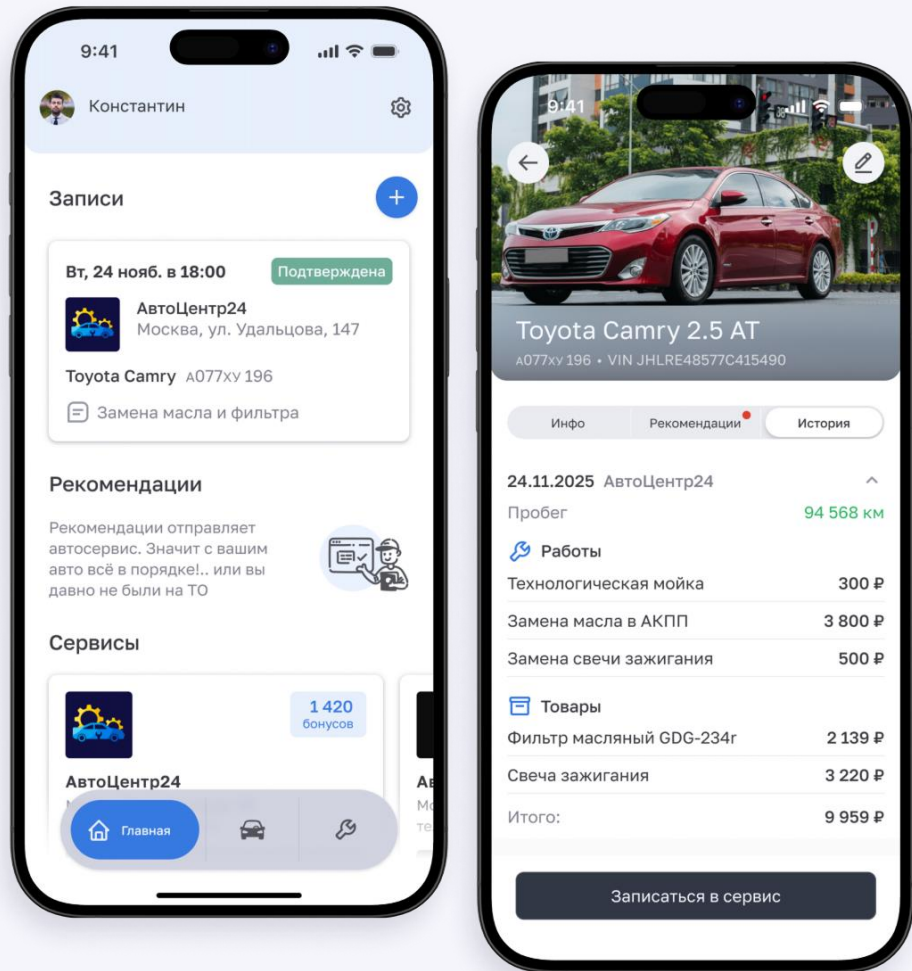 9:41
Константин
Записи
Вт, 24 нояб. в 18:00
Подтверждена
АвтоЦентр24
Москва, ул. Удальцова, 147
Toyota Camry А077ХУ 196
Замена масла и фильтра
Рекомендации
Рекомендации отправляет
автосервис. Значит с вашим
авто всё в порядке!.. или вы
давно не были на ТО
Сервисы
1 420
бонусов
АвтоЦентр24
Главная
9:41
Toyota Camry 2.5 AT
А077ХУ 196 • VIN JHLRE48577C415490
Инфо
Рекомендации
История
24.11.2025 АвтоЦентр24
Пробег
94 568 км
Работы
Технологическая мойка
300 ₽
Замена масла в АКПП
3 800 ₽
Замена свечи зажигания
500 ₽
Товары
Фильтр масляный GDG-234r
2 139 ₽
Свеча зажигания
3 220 ₽
Итого:
9 959 ₽
Записаться в сервис